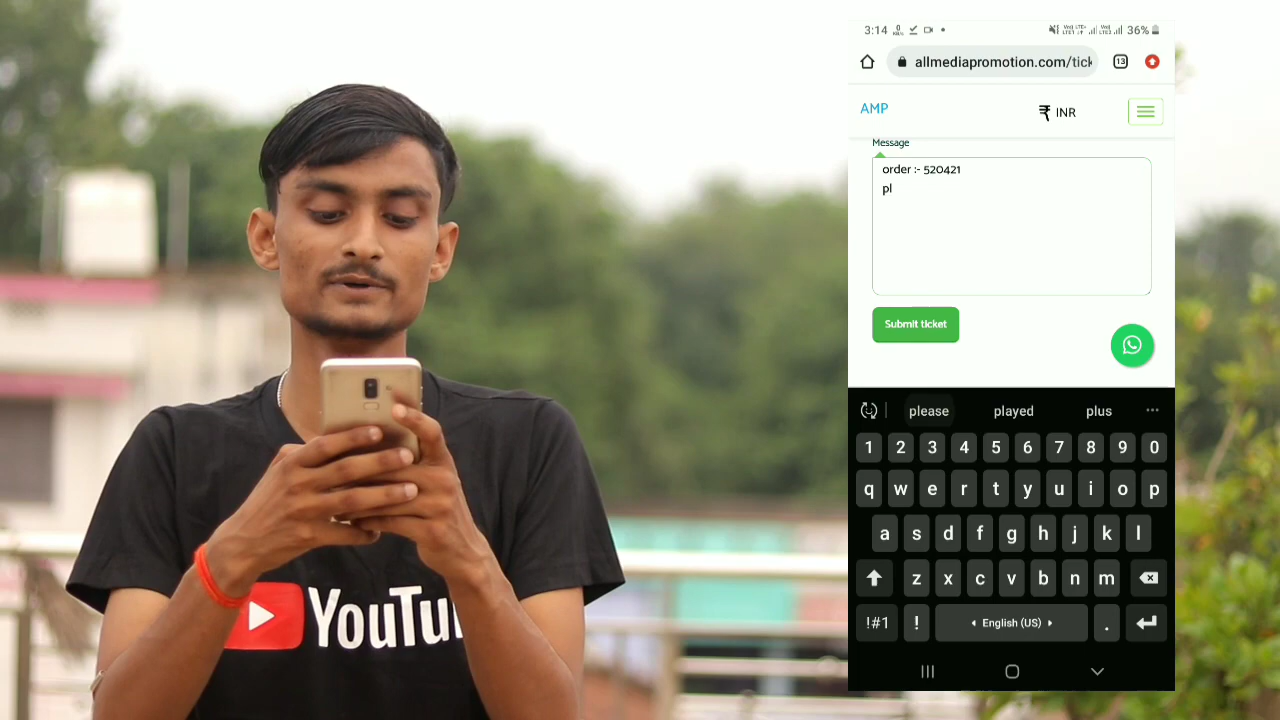 YouTu
3:14
36%
allmediapromotion.com/tick
13
AMP
₹ INR
Message
order :- 520421
pl
Submit ticket
please played plus
1 2 3 4 5 6 7 8 9 0
q w e r t y u i o p
a s d f g h j k l
z x c v b n m
!#1 ! English (US) .